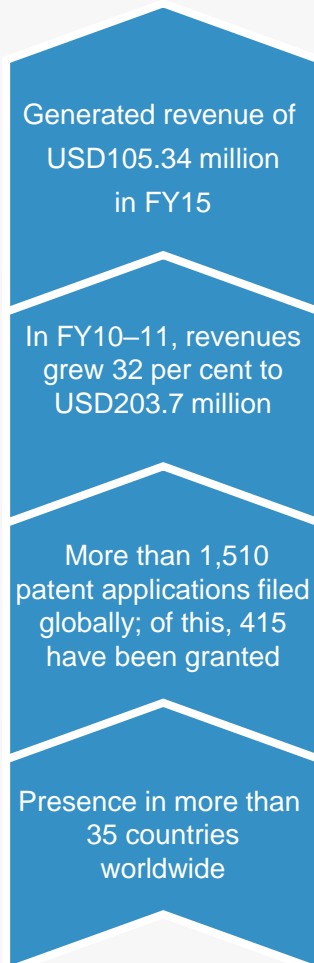 Generated revenue of
USD105.34 million
in FY15
In FY10–11, revenues
grew 32 per cent to
USD203.7 million
More than 1,510
patent applications filed
globally; of this, 415
have been granted
Presence in more than
35 countries
worldwide